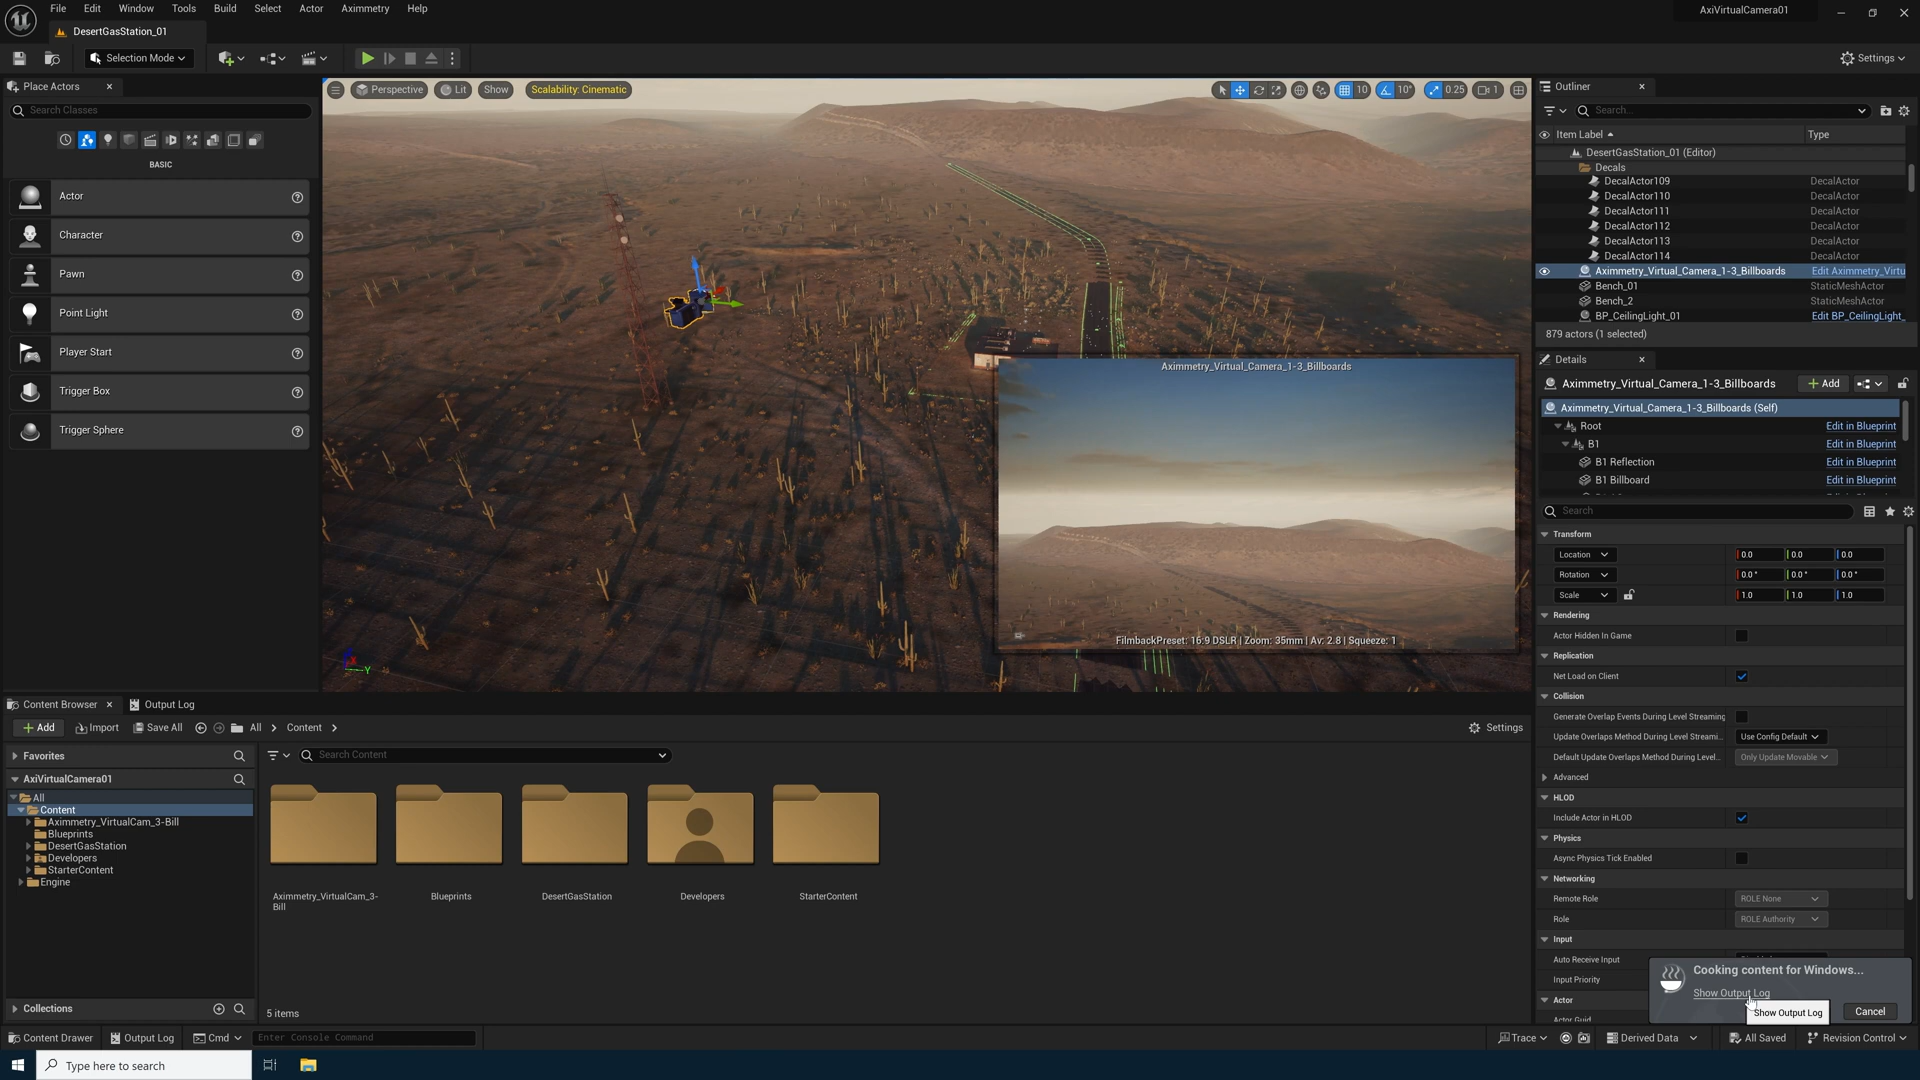 File Edit Window Tools Build Select Actor Aximmetry Help
AxiVirtualCamera01
DesertGasStation_01
Selection Mode
Settings
Place Actors
Search Classes
BASIC
Actor
Character
Pawn
Point Light
Player Start
Trigger Box
Trigger Sphere
Perspective Lit Show Scalability: Cinematic
10 10° 0.25 1
Aximmetry_Virtual_Camera_1-3_Billboards
FilmbackPreset: 16:9 DSLR | Zoom: 35mm | Av: 2.8 | Squeeze: 1
X Y
Outliner
Search...
Item Label Type
DesertGasStation_01 (Editor)
Decals
DecalActor109 DecalActor
DecalActor110 DecalActor
DecalActor111 DecalActor
DecalActor112 DecalActor
DecalActor113 DecalActor
DecalActor114 DecalActor
Aximmetry_Virtual_Camera_1-3_Billboards Edit Aximmetry_Virtu
Bench_01 StaticMeshActor
Bench_2 StaticMeshActor
BP_CeilingLight_01 Edit BP_CeilingLight_
879 actors (1 selected)
Details
Aximmetry_Virtual_Camera_1-3_Billboards + Add
Aximmetry_Virtual_Camera_1-3_Billboards (Self)
Root Edit in Blueprint
B1 Edit in Blueprint
B1 Reflection Edit in Blueprint
B1 Billboard Edit in Blueprint
Search
Transform
Location 0.0 0.0 0.0
Rotation 0.0° 0.0° 0.0°
Scale 1.0 1.0 1.0
Rendering
Actor Hidden In Game
Replication
Net Load on Client
Collision
Generate Overlap Events During Level Streaming
Update Overlaps Method During Level Streami... Use Config Default
Default Update Overlaps Method During Level... Only Update Movable
Advanced
HLOD
Include Actor in HLOD
Physics
Async Physics Tick Enabled
Networking
Remote Role ROLE None
Role ROLE Authority
Input
Auto Receive Input
Input Priority
Actor
Actor Guid
Cooking content for Windows...
Show Output Log
Show Output Log
Cancel
Content Browser Output Log
+ Add Import Save All All Content
Settings
Favorites
Search Content
AxiVirtualCamera01
All
Content
Aximmetry_VirtualCam_3-Bill
Blueprints
DesertGasStation
Developers
StarterContent
Engine
Aximmetry_VirtualCam_3-
Bill
Blueprints
DesertGasStation
Developers
StarterContent
Collections
5 items
Content Drawer Output Log Cmd Enter Console Command
Trace Derived Data All Saved Revision Control
Type here to search